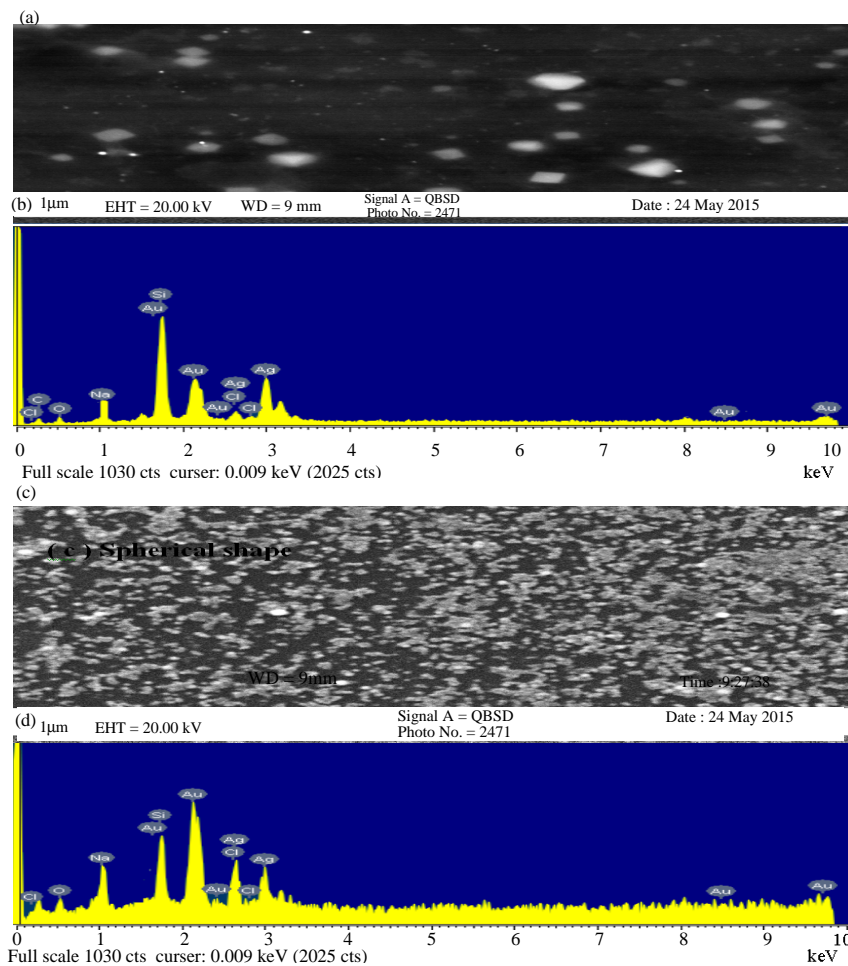 (a)
(b) 1μm EHT = 20.00 kV WD = 9 mm Signal A = QBSD Date : 24 May 2015
Photo No. = 2471
Si
Au
Au Ag
Ag
Na Cl
C Au Cl
Cl O Au Au
0 1 2 3 4 5 6 7 8 9 10
Full scale 1030 cts curser: 0.009 keV (2025 cts) keV
(c)
( c ) Spherical shape
WD = 9mm Time :9:27:38
(d) 1μm EHT = 20.00 kV Signal A = QBSD Date : 24 May 2015
Photo No. = 2471
Au
Si
Au Ag
Cl
Na Ag
Cl O Au Cl Au Au
0 1 2 3 4 5 6 7 8 9 10
Full scale 1030 cts curser: 0.009 keV (2025 cts) keV